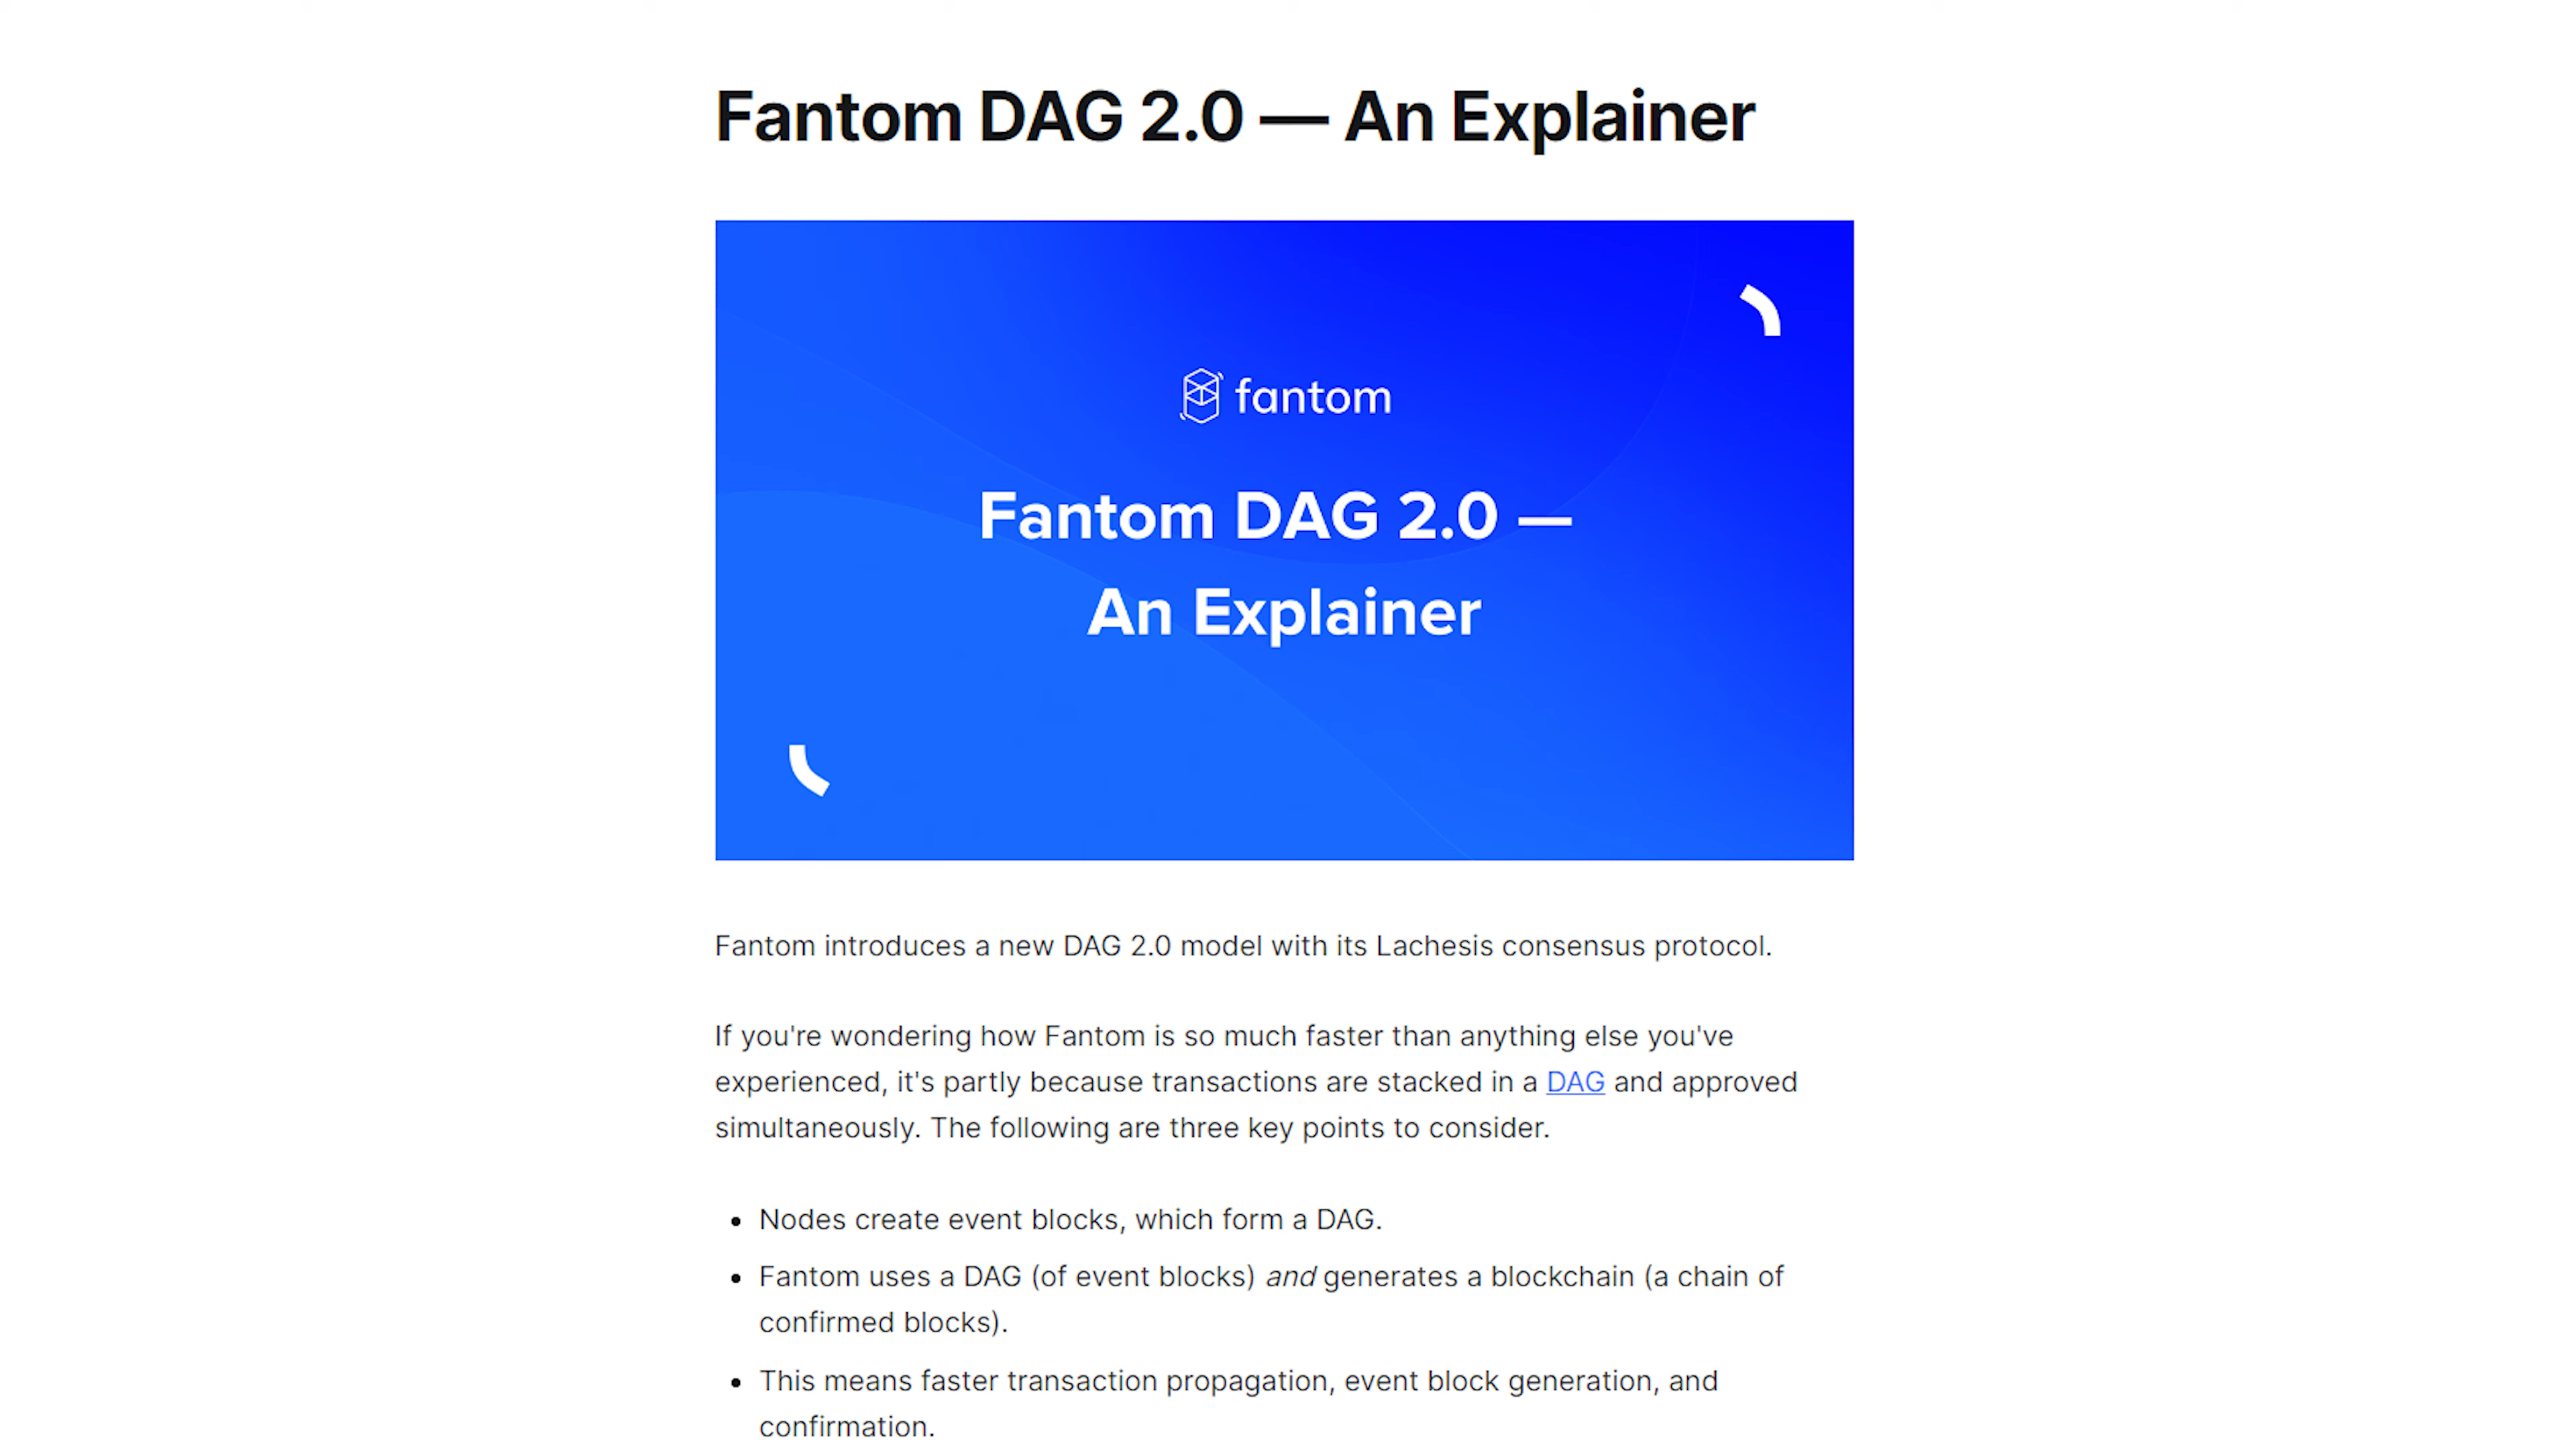 Fantom DAG 2.0 — An Explainer
fantom
Fantom DAG 2.0 —
An Explainer
Fantom introduces a new DAG 2.0 model with its Lachesis consensus protocol.
If you're wondering how Fantom is so much faster than anything else you've
experienced, it's partly because transactions are stacked in a DAG and approved
simultaneously. The following are three key points to consider.
• Nodes create event blocks, which form a DAG.
• Fantom uses a DAG (of event blocks) and generates a blockchain (a chain of
confirmed blocks).
• This means faster transaction propagation, event block generation, and
confirmation.